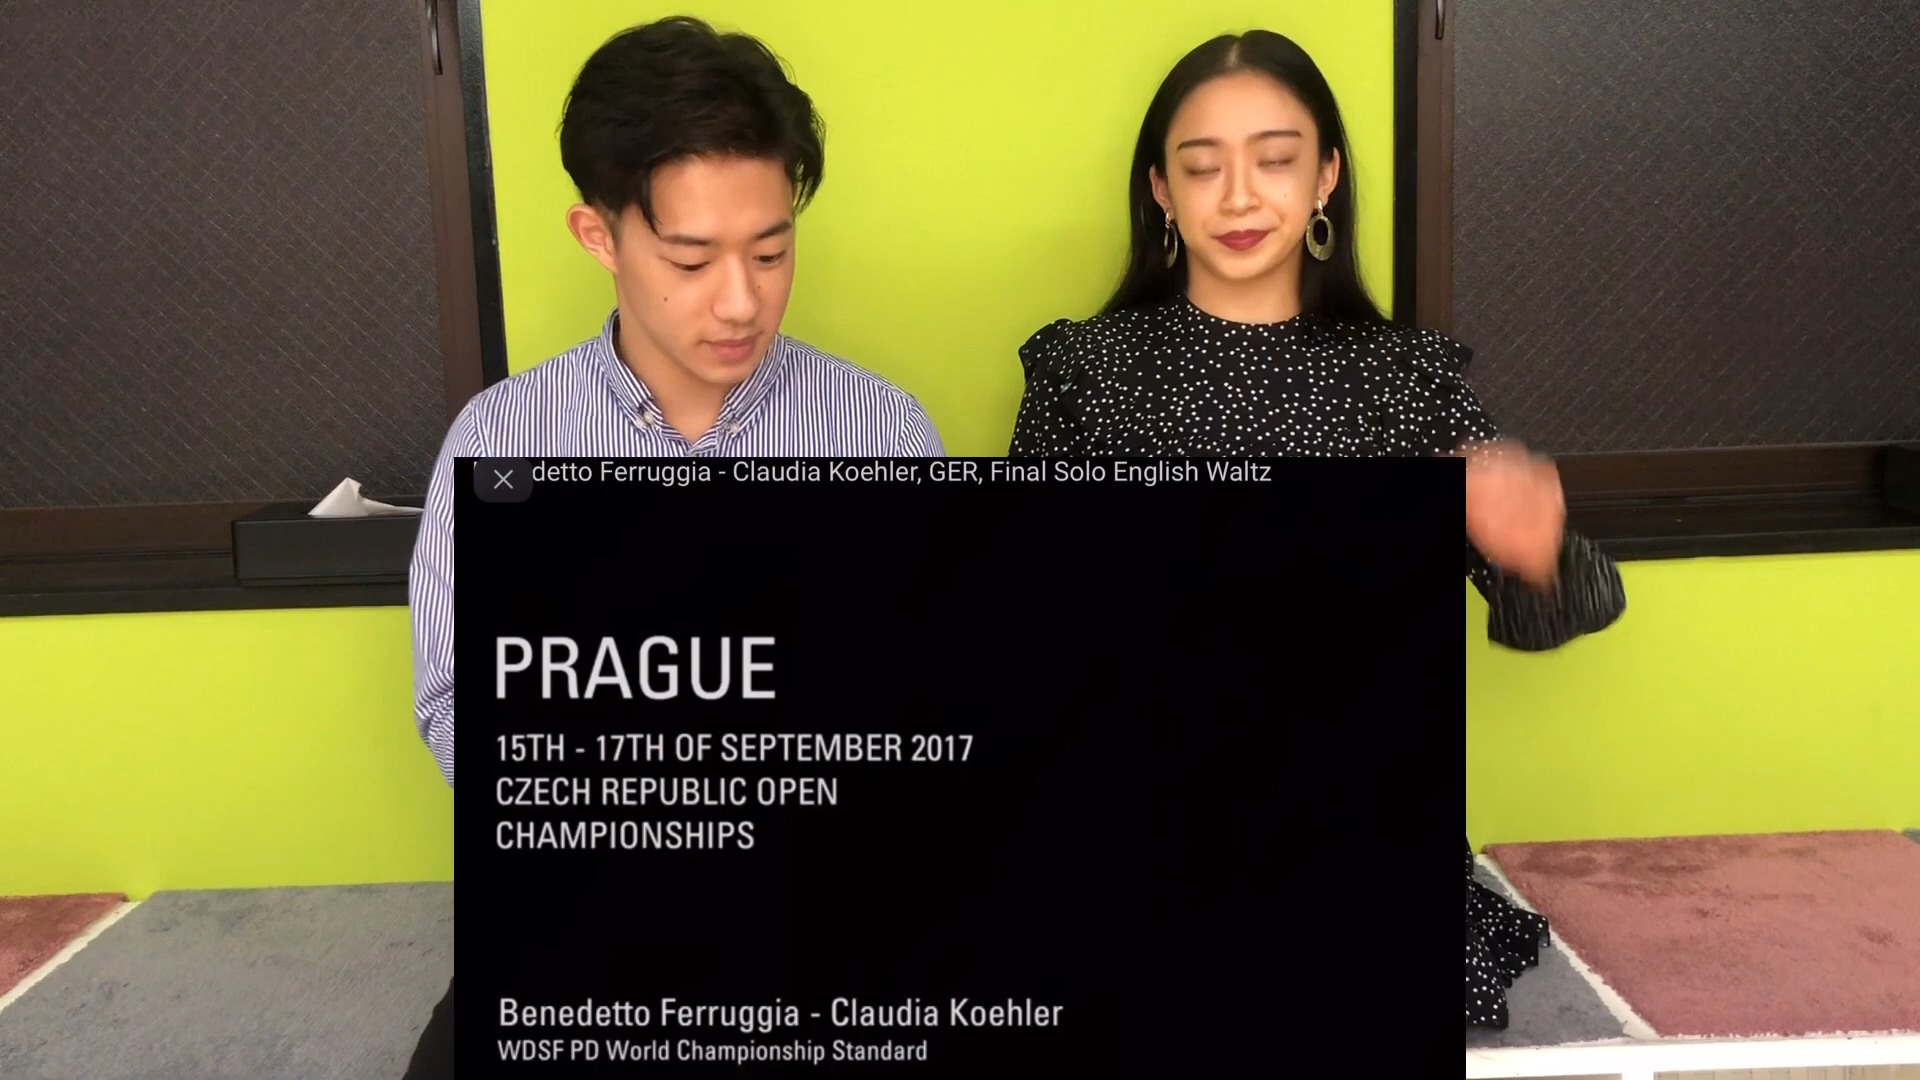 detto Ferruggia - Claudia Koehler, GER, Final Solo English Waltz
PRAGUE
15TH - 17TH OF SEPTEMBER 2017
CZECH REPUBLIC OPEN
CHAMPIONSHIPS
Benedetto Ferruggia - Claudia Koehler
WDSF PD World Championship Standard